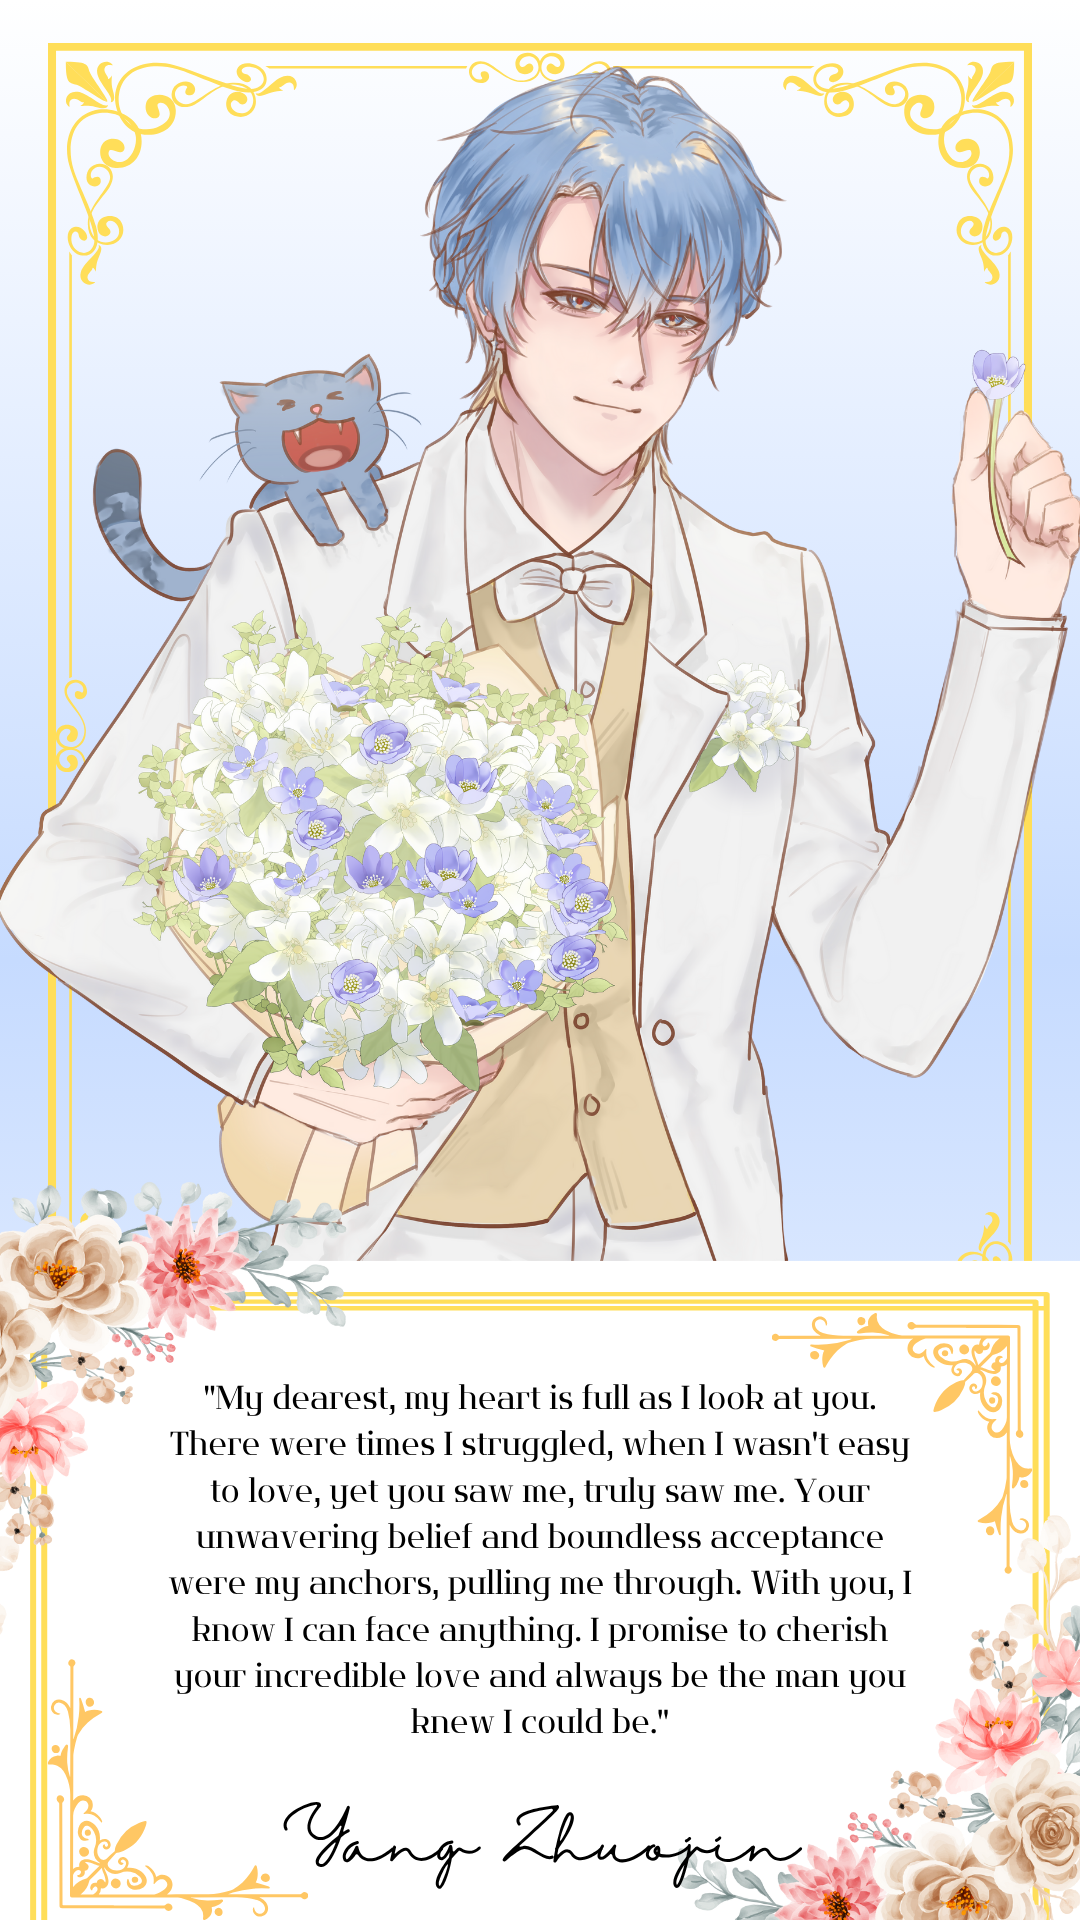 "My dearest, my heart is full as I look at you.
There were times I struggled, when I wasn't easy
to love, yet you saw me, truly saw me. Your
unwavering belief and boundless acceptance
were my anchors, pulling me through. With you, I
know I can face anything. I promise to cherish
your incredible love and always be the man you
knew I could be."
Yang Zhuojin